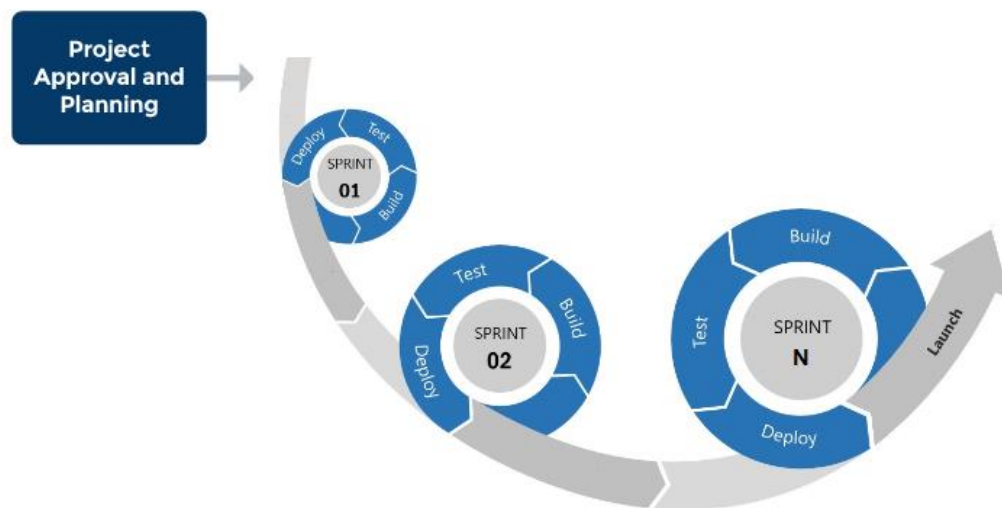 Project
Approval and
Planning
Deploy
Test
Build
SPRINT
01
Test
Build
Deploy
SPRINT
02
Build
Test
Deploy
SPRINT
N
Launch